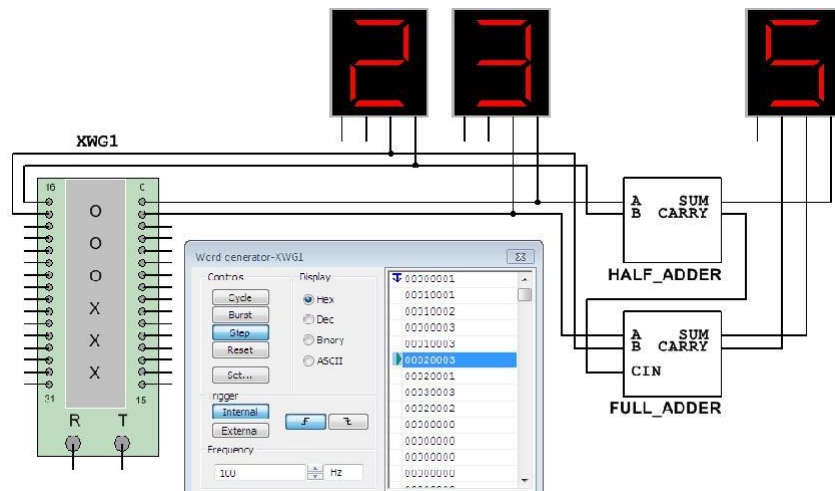 2 3 5
XWG1
16 0
O
O
O
X
X
X
31 15
R T
A SUM
B CARRY
HALF_ADDER
A SUM
B CARRY
CIN
FULL_ADDER
Word generator-XWG1
Controls
Cycle
Burst
Step
Reset
Set...
Display
Hex
Dec
Binary
ASCII
Trigger
Internal
External
Frequency
100 Hz
00000001
00010001
00010002
00000003
00010003
00020003
00020001
00030003
00020002
00000000
00000000
00000000
00000000